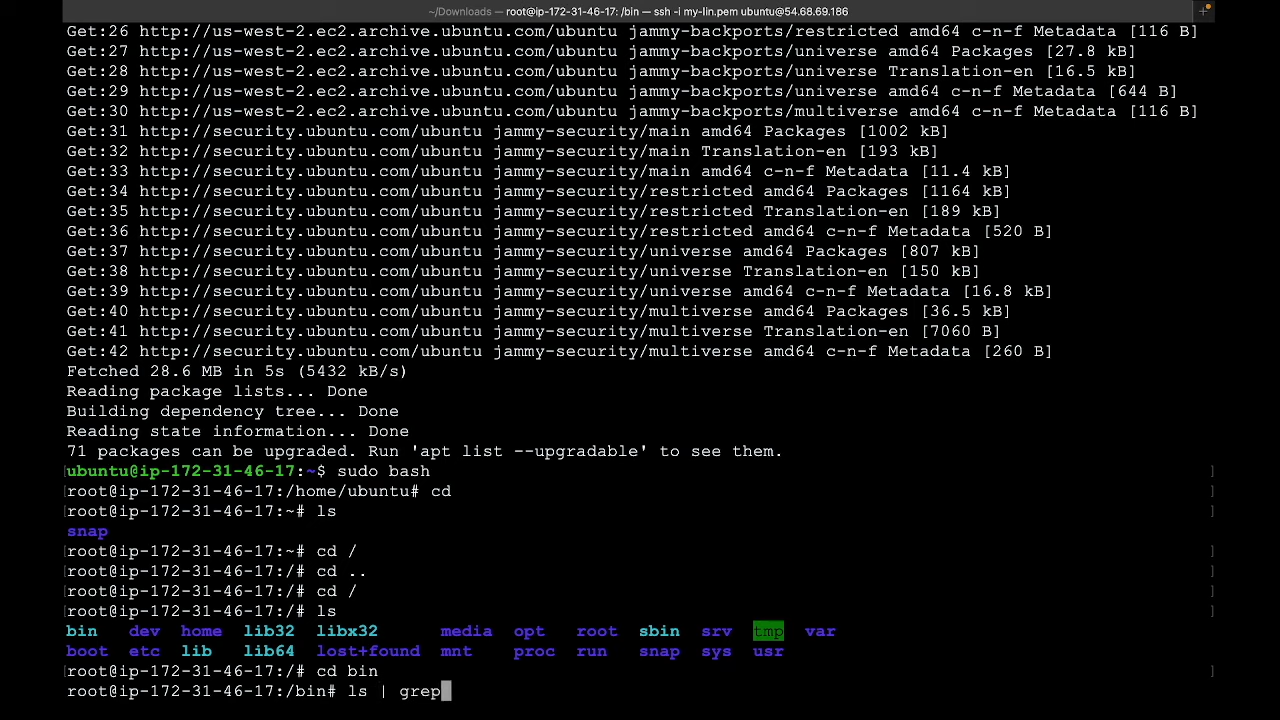 ~/Downloads — root@ip-172-31-46-17: /bin — ssh -i my-lin.pem ubuntu@54.68.69.186
Get:26 http://us-west-2.ec2.archive.ubuntu.com/ubuntu jammy-backports/restricted amd64 c-n-f Metadata [116 B]
Get:27 http://us-west-2.ec2.archive.ubuntu.com/ubuntu jammy-backports/universe amd64 Packages [27.8 kB]
Get:28 http://us-west-2.ec2.archive.ubuntu.com/ubuntu jammy-backports/universe Translation-en [16.5 kB]
Get:29 http://us-west-2.ec2.archive.ubuntu.com/ubuntu jammy-backports/universe amd64 c-n-f Metadata [644 B]
Get:30 http://us-west-2.ec2.archive.ubuntu.com/ubuntu jammy-backports/multiverse amd64 c-n-f Metadata [116 B]
Get:31 http://security.ubuntu.com/ubuntu jammy-security/main amd64 Packages [1002 kB]
Get:32 http://security.ubuntu.com/ubuntu jammy-security/main Translation-en [193 kB]
Get:33 http://security.ubuntu.com/ubuntu jammy-security/main amd64 c-n-f Metadata [11.4 kB]
Get:34 http://security.ubuntu.com/ubuntu jammy-security/restricted amd64 Packages [1164 kB]
Get:35 http://security.ubuntu.com/ubuntu jammy-security/restricted Translation-en [189 kB]
Get:36 http://security.ubuntu.com/ubuntu jammy-security/restricted amd64 c-n-f Metadata [520 B]
Get:37 http://security.ubuntu.com/ubuntu jammy-security/universe amd64 Packages [807 kB]
Get:38 http://security.ubuntu.com/ubuntu jammy-security/universe Translation-en [150 kB]
Get:39 http://security.ubuntu.com/ubuntu jammy-security/universe amd64 c-n-f Metadata [16.8 kB]
Get:40 http://security.ubuntu.com/ubuntu jammy-security/multiverse amd64 Packages [36.5 kB]
Get:41 http://security.ubuntu.com/ubuntu jammy-security/multiverse Translation-en [7060 B]
Get:42 http://security.ubuntu.com/ubuntu jammy-security/multiverse amd64 c-n-f Metadata [260 B]
Fetched 28.6 MB in 5s (5432 kB/s)
Reading package lists... Done
Building dependency tree... Done
Reading state information... Done
71 packages can be upgraded. Run 'apt list --upgradable' to see them.
ubuntu@ip-172-31-46-17:~$ sudo bash
root@ip-172-31-46-17:/home/ubuntu# cd
root@ip-172-31-46-17:~# ls
snap
root@ip-172-31-46-17:~# cd /
root@ip-172-31-46-17:/# cd ..
root@ip-172-31-46-17:/# cd /
root@ip-172-31-46-17:/# ls
bin dev home lib32 libx32 media opt root sbin srv tmp var
boot etc lib lib64 lost+found mnt proc run snap sys usr
root@ip-172-31-46-17:/# cd bin
root@ip-172-31-46-17:/bin# ls | grep